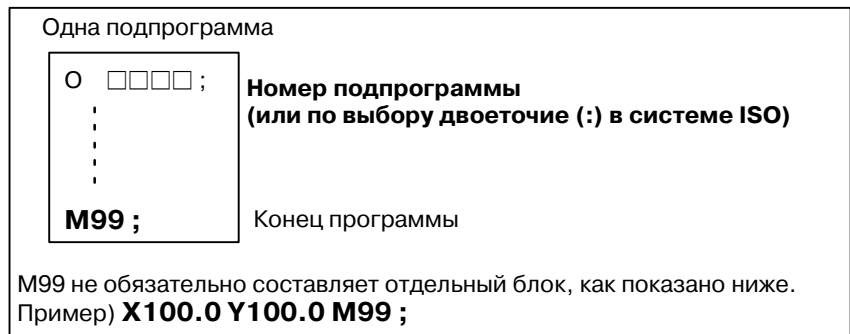 Одна подпрограмма
O □□□□ ;
Номер подпрограммы
(или по выбору двоеточие (:) в системе ISO)
M99 ;
Конец программы
M99 не обязательно составляет отдельный блок, как показано ниже.
Пример) X100.0 Y100.0 M99 ;